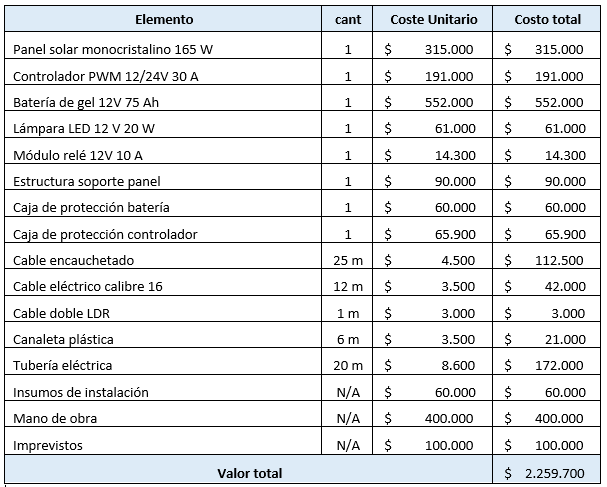 Elemento cant Coste Unitario Costo total
Panel solar monocristalino 165 W 1 $ 315.000 $ 315.000
Controlador PWM 12/24V 30 A 1 $ 191.000 $ 191.000
Batería de gel 12V 75 Ah 1 $ 552.000 $ 552.000
Lámpara LED 12 V 20 W 1 $ 61.000 $ 61.000
Módulo relé 12V 10 A 1 $ 14.300 $ 14.300
Estructura soporte panel 1 $ 90.000 $ 90.000
Caja de protección batería 1 $ 60.000 $ 60.000
Caja de protección controlador 1 $ 65.900 $ 65.900
Cable encauchetado 25 m $ 4.500 $ 112.500
Cable eléctrico calibre 16 12 m $ 3.500 $ 42.000
Cable doble LDR 1 m $ 3.000 $ 3.000
Canaleta plástica 6 m $ 3.500 $ 21.000
Tubería eléctrica 20 m $ 8.600 $ 172.000
Insumos de instalación N/A $ 60.000 $ 60.000
Mano de obra N/A $ 400.000 $ 400.000
Imprevistos N/A $ 100.000 $ 100.000
Valor total $ 2.259.700